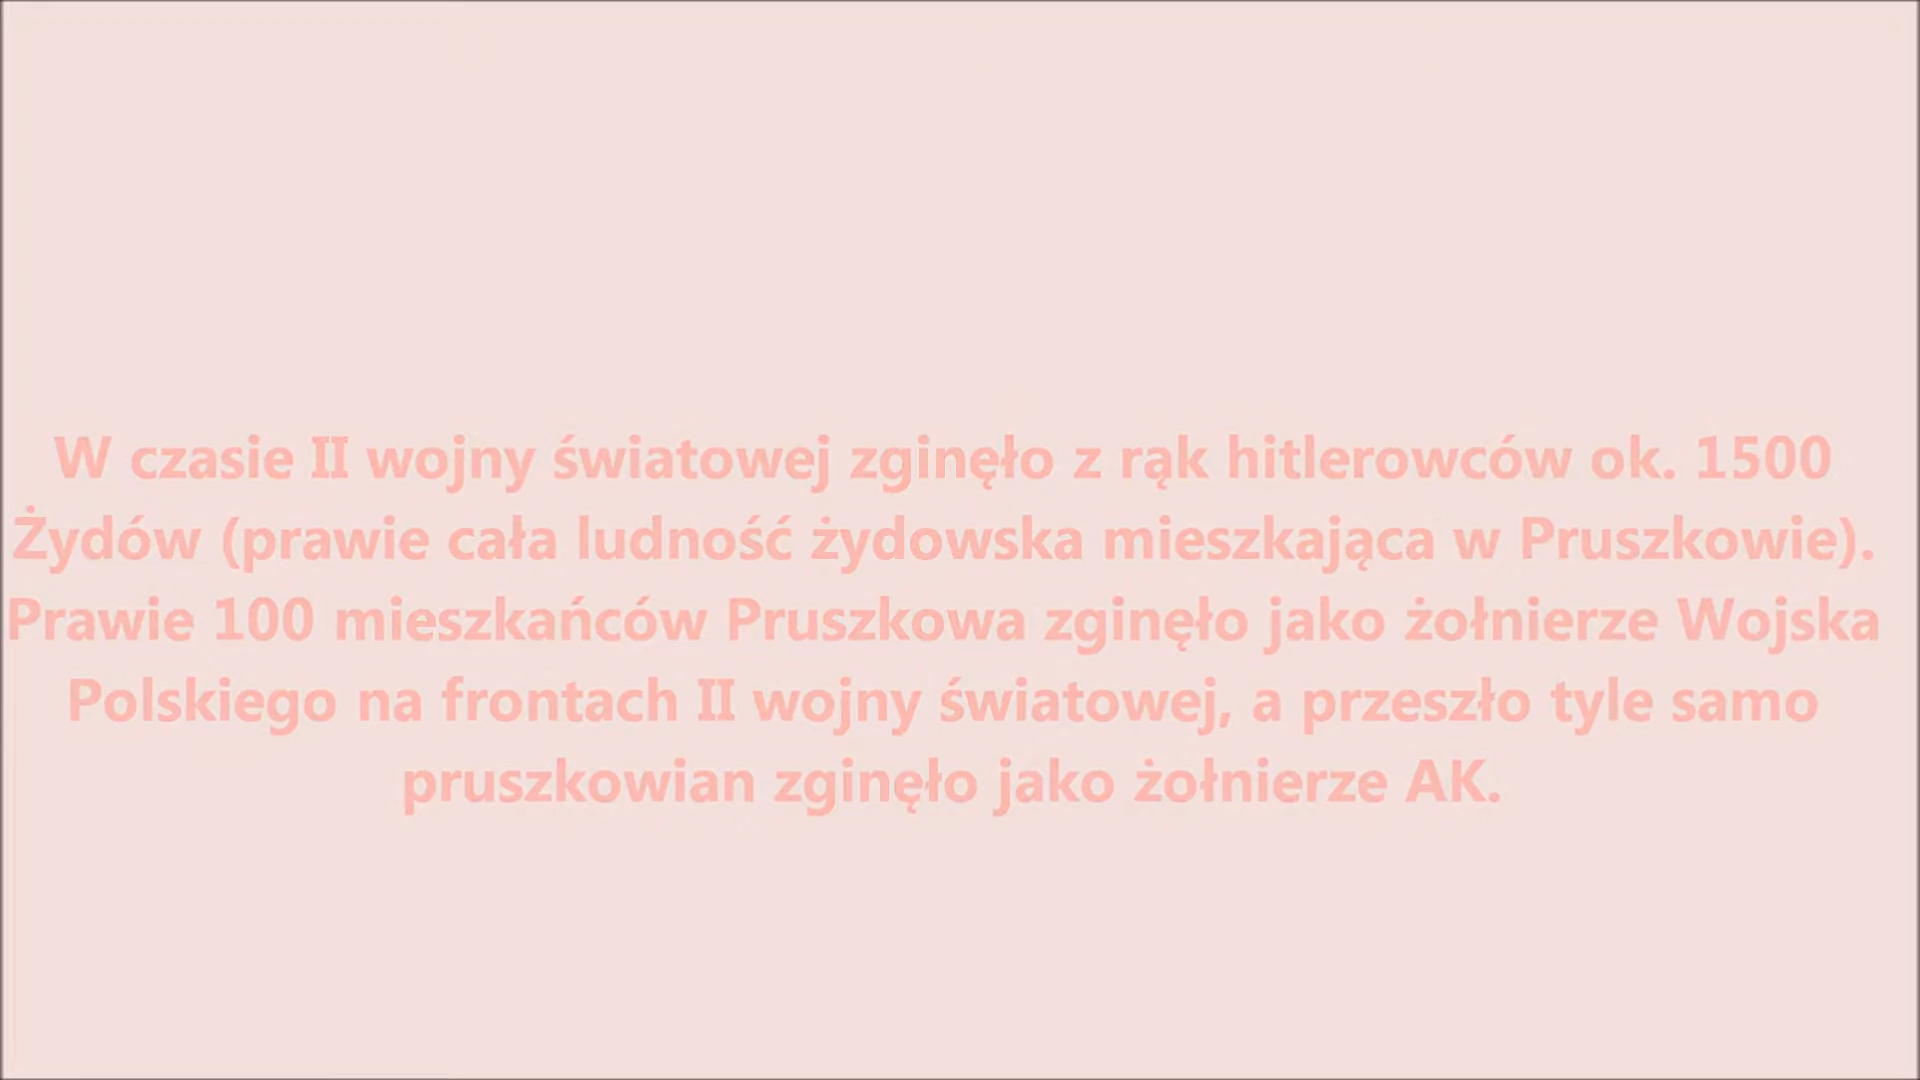 W czasie II wojny światowej zginęło z rąk hitlerowców ok. 1500
Żydów (prawie cała ludność żydowska mieszkająca w Pruszkowie).
Prawie 100 mieszkańców Pruszkowa zginęło jako żołnierze Wojska
Polskiego na frontach II wojny światowej, a przeszło tyle samo
pruszkowian zginęło jako żołnierze AK.